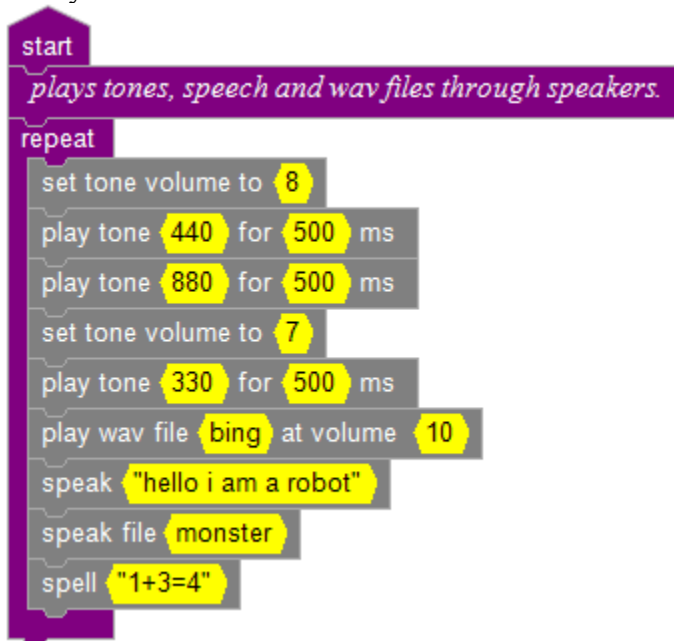 start
plays tones, speech and wav files through speakers.
repeat
set tone volume to 8
play tone 440 for 500 ms
play tone 880 for 500 ms
set tone volume to 7
play tone 330 for 500 ms
play wav file bing at volume 10
speak "hello i am a robot"
speak file monster
spell "1+3=4"